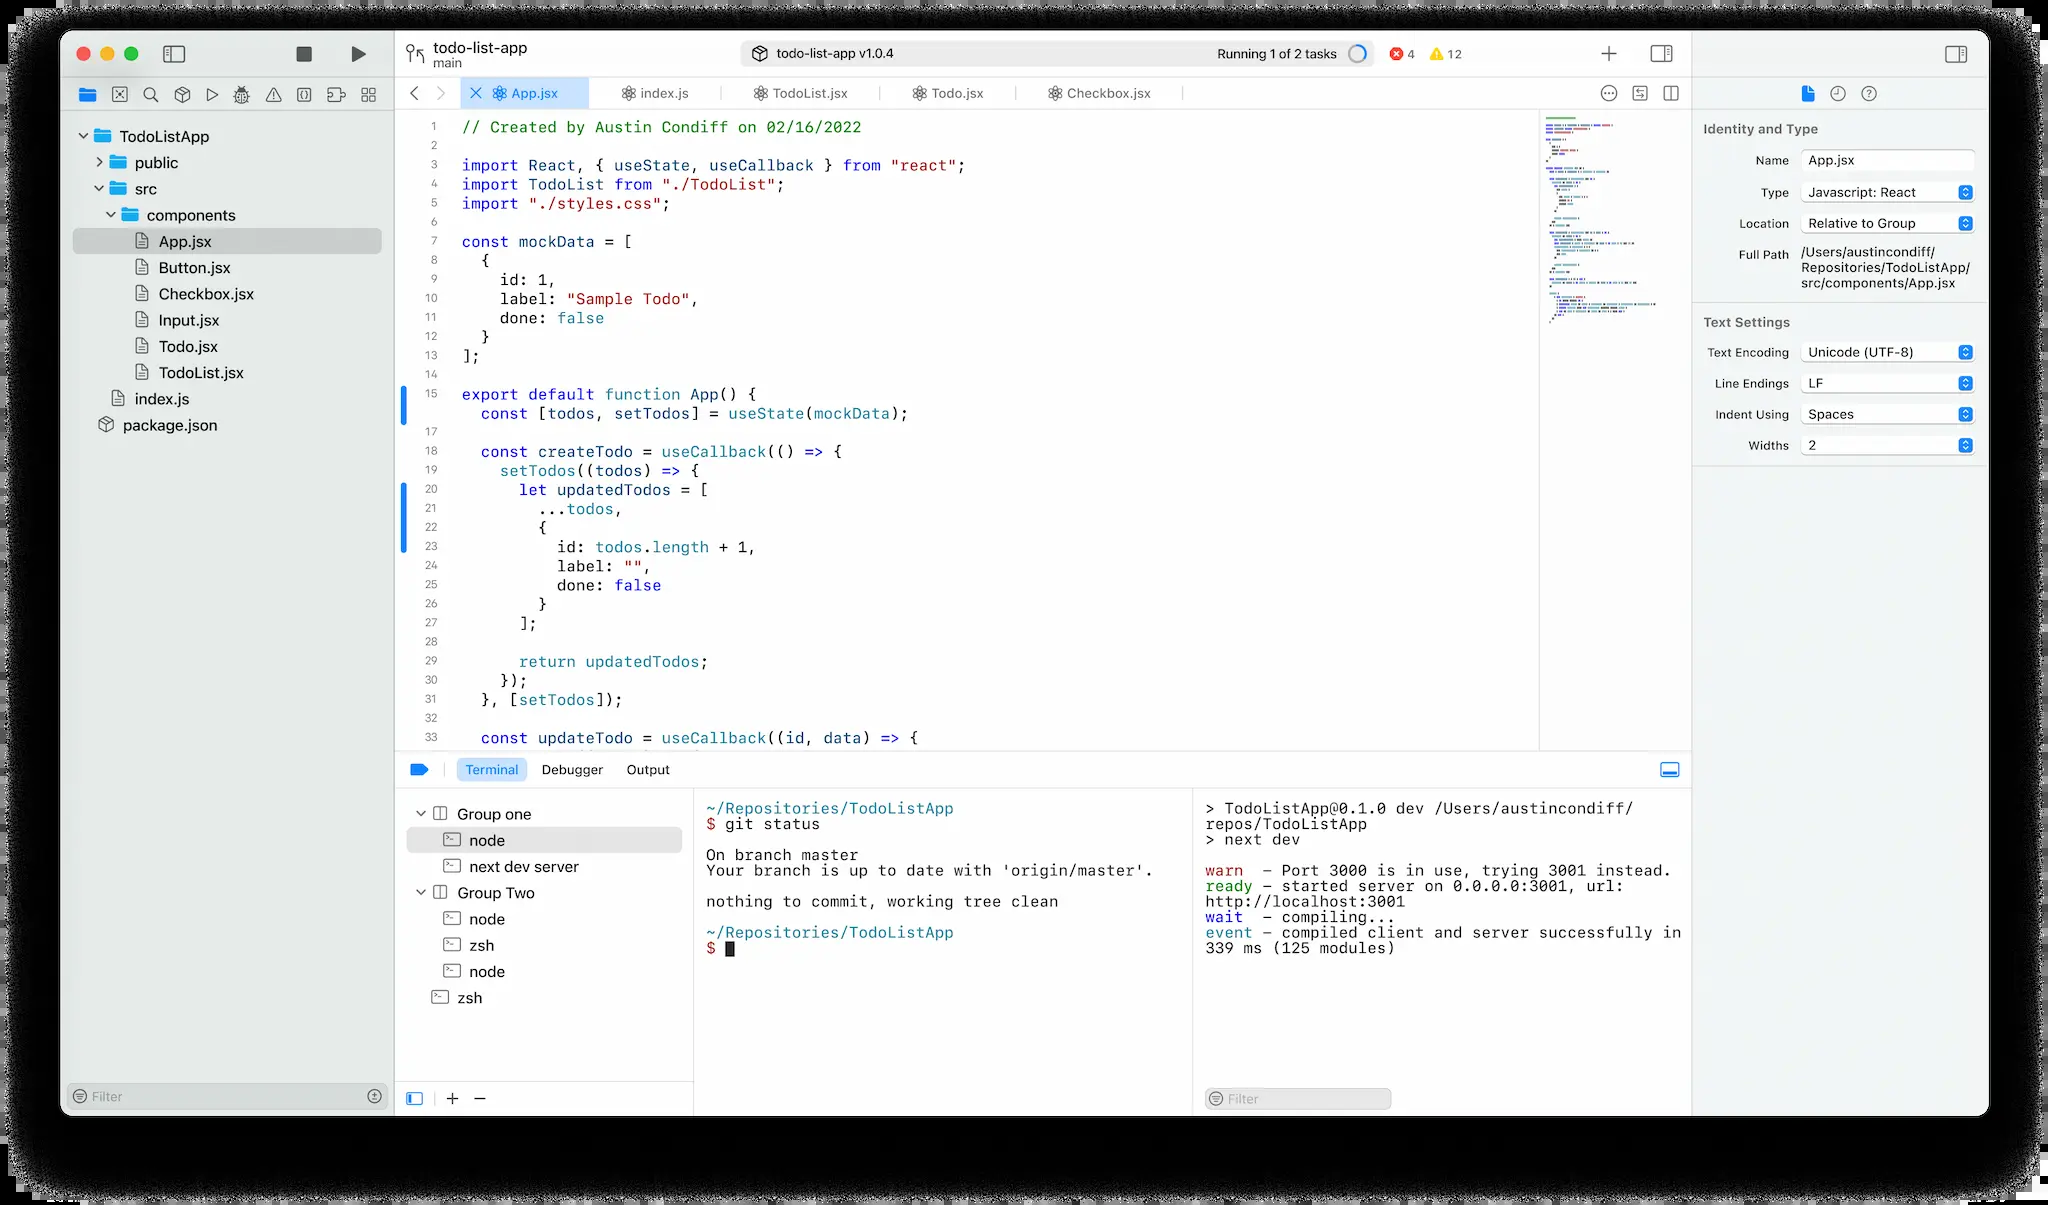 todo-list-app
main
todo-list-app v1.0.4
Running 1 of 2 tasks
4
12
App.jsx
index.js
TodoList.jsx
Todo.jsx
Checkbox.jsx
TodoListApp
public
src
components
App.jsx
Button.jsx
Checkbox.jsx
Input.jsx
Todo.jsx
TodoList.jsx
index.js
package.json
Filter
1 // Created by Austin Condiff on 02/16/2022
2
3 import React, { useState, useCallback } from "react";
4 import TodoList from "./TodoList";
5 import "./styles.css";
6
7 const mockData = [
8 {
9 id: 1,
10 label: "Sample Todo",
11 done: false
12 }
13 ];
14
15 export default function App() {
const [todos, setTodos] = useState(mockData);
17
18 const createTodo = useCallback(() => {
19 setTodos((todos) => {
20 let updatedTodos = [
21 ...todos,
22 {
23 id: todos.length + 1,
24 label: "",
25 done: false
26 }
27 ];
28
29 return updatedTodos;
30 });
31 }, [setTodos]);
32
33 const updateTodo = useCallback((id, data) => {
Terminal
Debugger
Output
Group one
node
next dev server
Group Two
node
zsh
node
zsh
~/Repositories/TodoListApp
$ git status
On branch master
Your branch is up to date with 'origin/master'.
nothing to commit, working tree clean
~/Repositories/TodoListApp
$
> TodoListApp@0.1.0 dev /Users/austincondiff/
repos/TodoListApp
> next dev
warn – Port 3000 is in use, trying 3001 instead.
ready – started server on 0.0.0.0:3001, url:
http://localhost:3001
wait – compiling...
event – compiled client and server successfully in
339 ms (125 modules)
Filter
Identity and Type
Name App.jsx
Type Javascript: React
Location Relative to Group
Full Path /Users/austincondiff/
Repositories/TodoListApp/
src/components/App.jsx
Text Settings
Text Encoding Unicode (UTF-8)
Line Endings LF
Indent Using Spaces
Widths 2